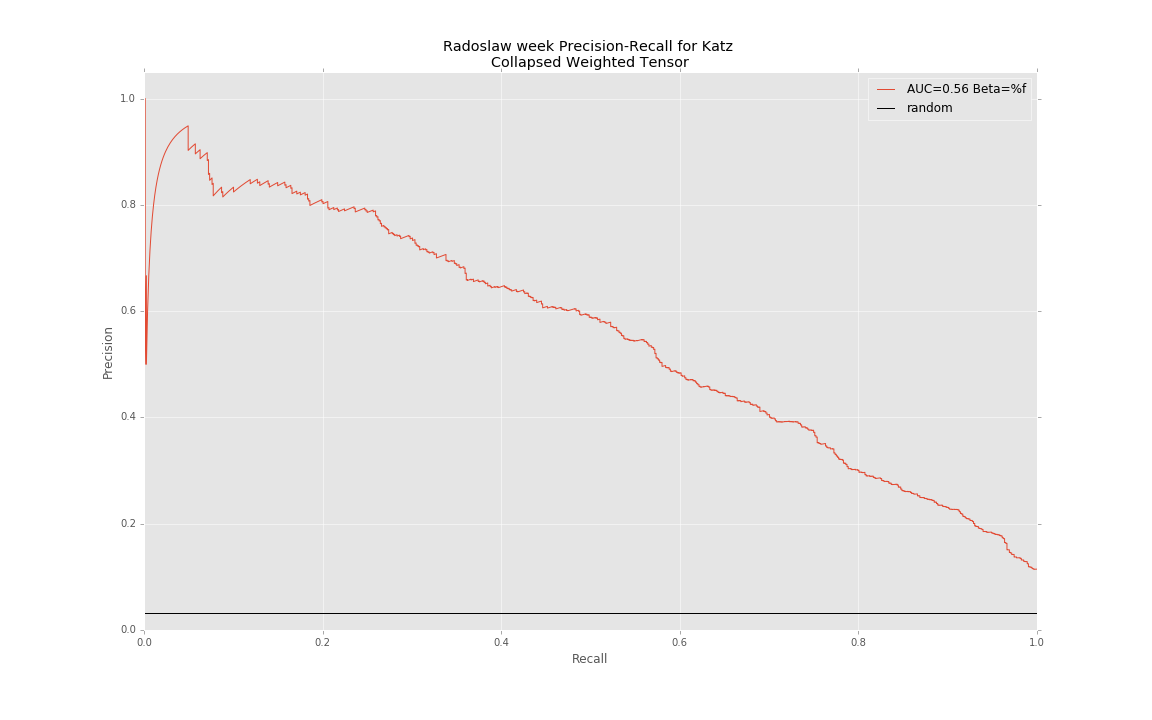 Radoslaw week Precision-Recall for Katz
Collapsed Weighted Tensor
AUC=0.56 Beta=%f
random
1.0
0.8
0.6
0.4
0.2
0.0
Precision
0.0 0.2 0.4 0.6 0.8 1.0
Recall